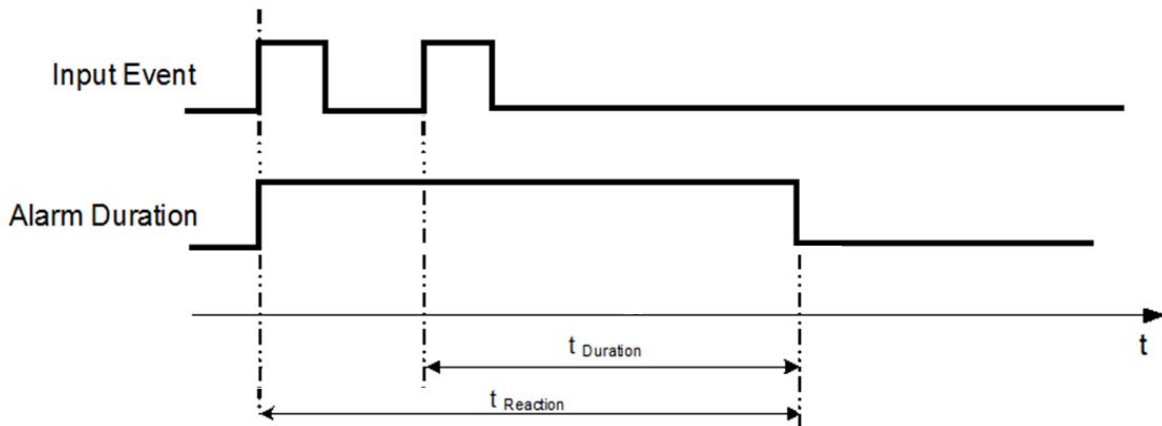 Input Event
Alarm Duration
t
t Duration
t Reaction